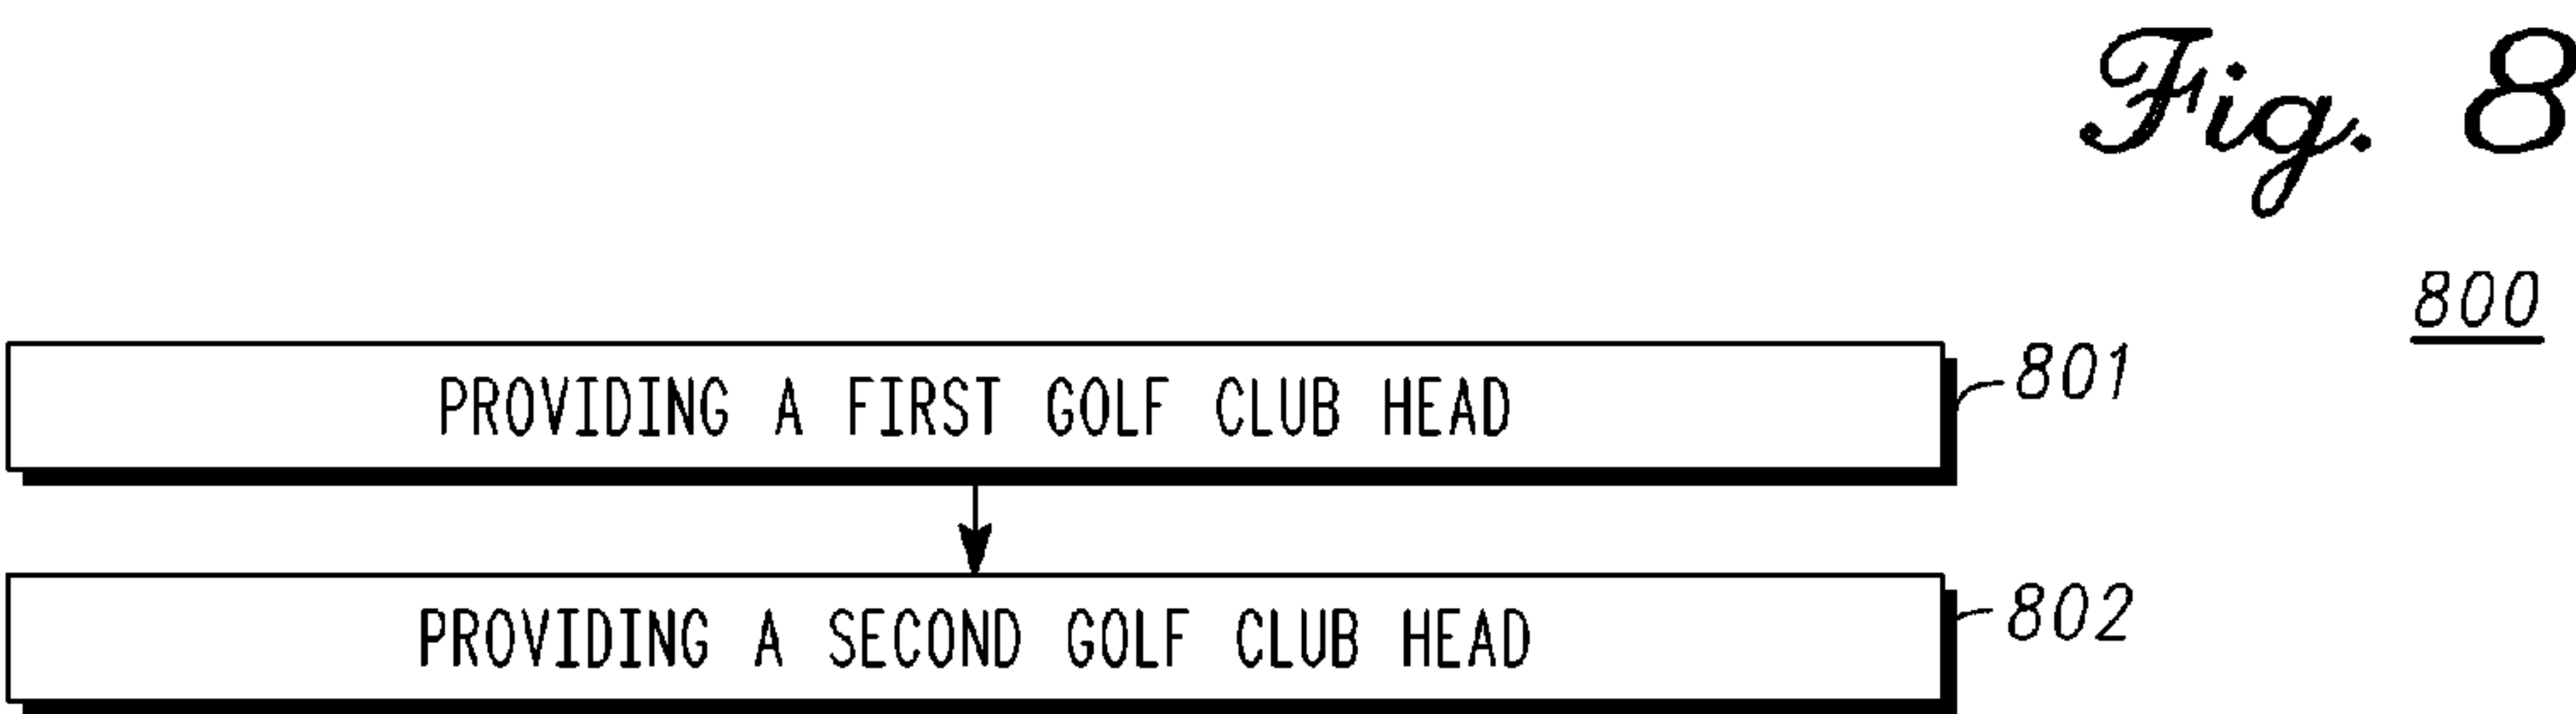 Fig. 8
800
PROVIDING A FIRST GOLF CLUB HEAD
801
PROVIDING A SECOND GOLF CLUB HEAD
802